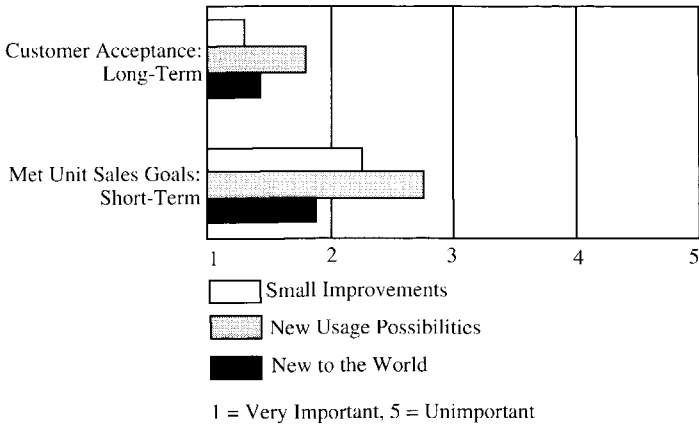 Customer Acceptance:
Long-Term
Met Unit Sales Goals:
Short-Term
1 2 3 4 5
Small Improvements
New Usage Possibilities
New to the World
1 = Very Important, 5 = Unimportant